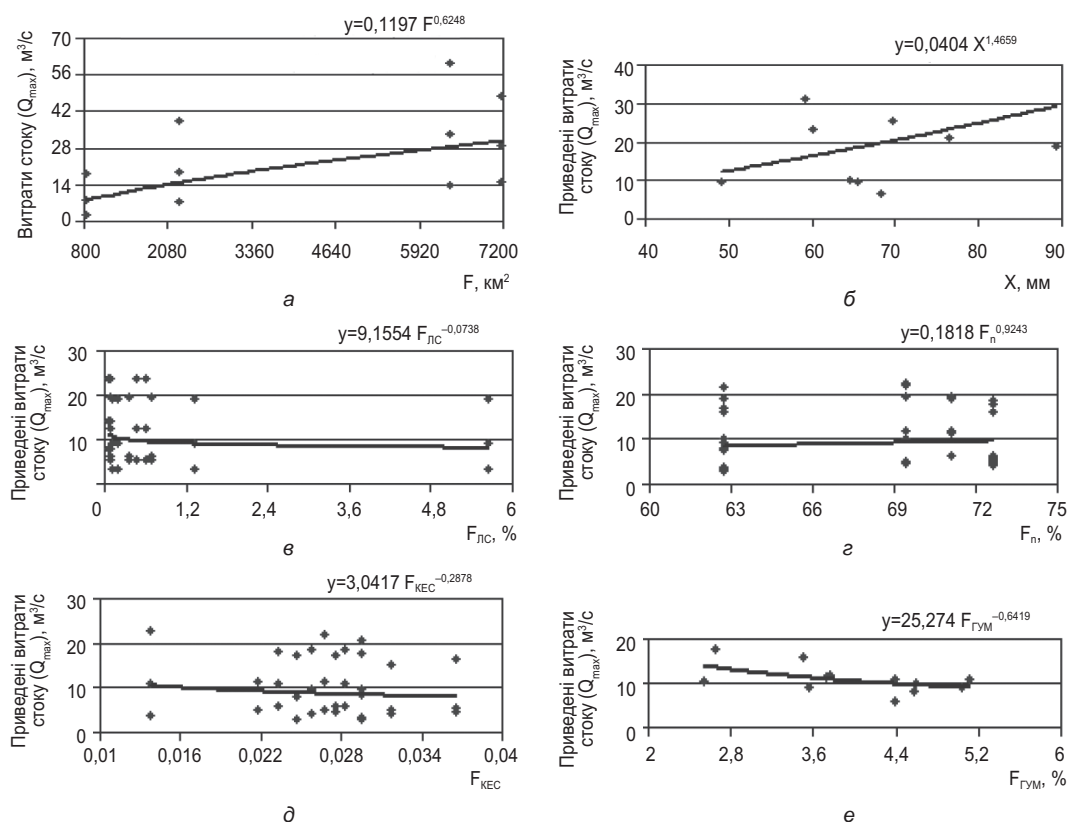 y=0,1197 F^0,6248
Витрати стоку (Q_max), м³/с
70
56
42
28
14
0
800 2080 3360 4640 5920 7200
F, км²
а
y=0,0404 X^1,4659
Приведені витрати
стоку (Q_max), м³/с
40
30
20
10
0
40 50 60 70 80 90
X, мм
б
y=9,1554 F_ЛС^–0,0738
Приведені витрати
стоку (Q_max), м³/с
30
20
10
0
0 1,2 2,4 3,6 4,8 6
F_ЛС, %
в
y=0,1818 F_п^0,9243
Приведені витрати
стоку (Q_max), м³/с
30
20
10
0
60 63 66 69 72 75
F_п, %
г
y=3,0417 F_КЕС^–0,2878
Приведені витрати
стоку (Q_max), м³/с
30
20
10
0
0,01 0,016 0,022 0,028 0,034 0,04
F_КЕС
д
y=25,274 F_ГУМ^–0,6419
Приведені витрати
стоку (Q_max), м³/с
20
10
0
2 2,8 3,6 4,4 5,2 6
F_ГУМ, %
е